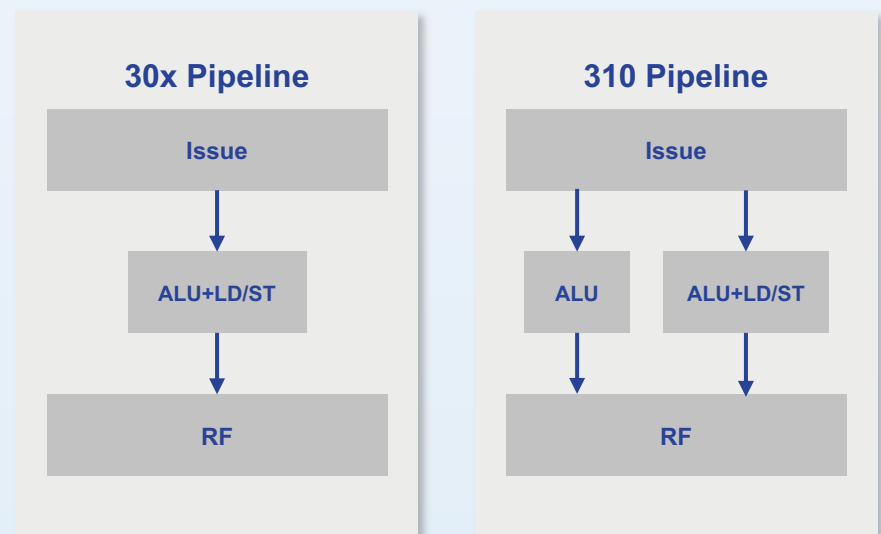 30x Pipeline
Issue
ALU+LD/ST
RF
310 Pipeline
Issue
ALU
ALU+LD/ST
RF